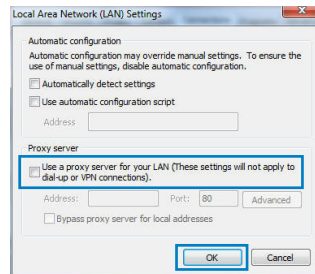 Local Area Network (LAN) Settings
Automatic configuration
Automatic configuration may override manual settings. To ensure the
use of manual settings, disable automatic configuration.
Automatically detect settings
Use automatic configuration script
Address
Proxy server
Use a proxy server for your LAN (These settings will not apply to
dial-up or VPN connections).
Address: Port: 80 Advanced
Bypass proxy server for local addresses
OK Cancel